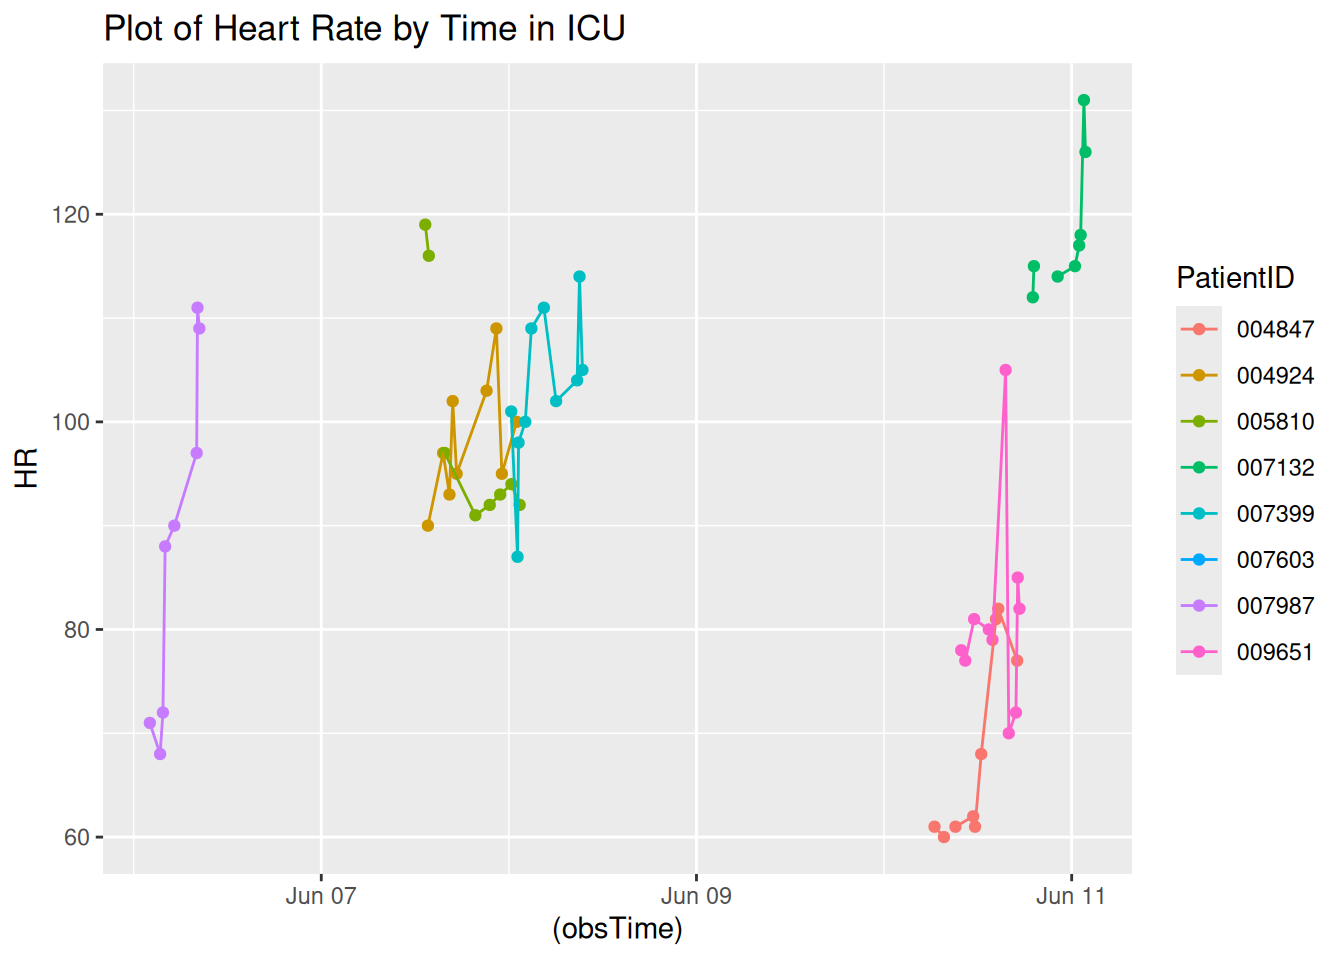 Plot of Heart Rate by Time in ICU
HR
120
100
80
60
Jun 07
Jun 09
Jun 11
(obsTime)
PatientID
004847
004924
005810
007132
007399
007603
007987
009651